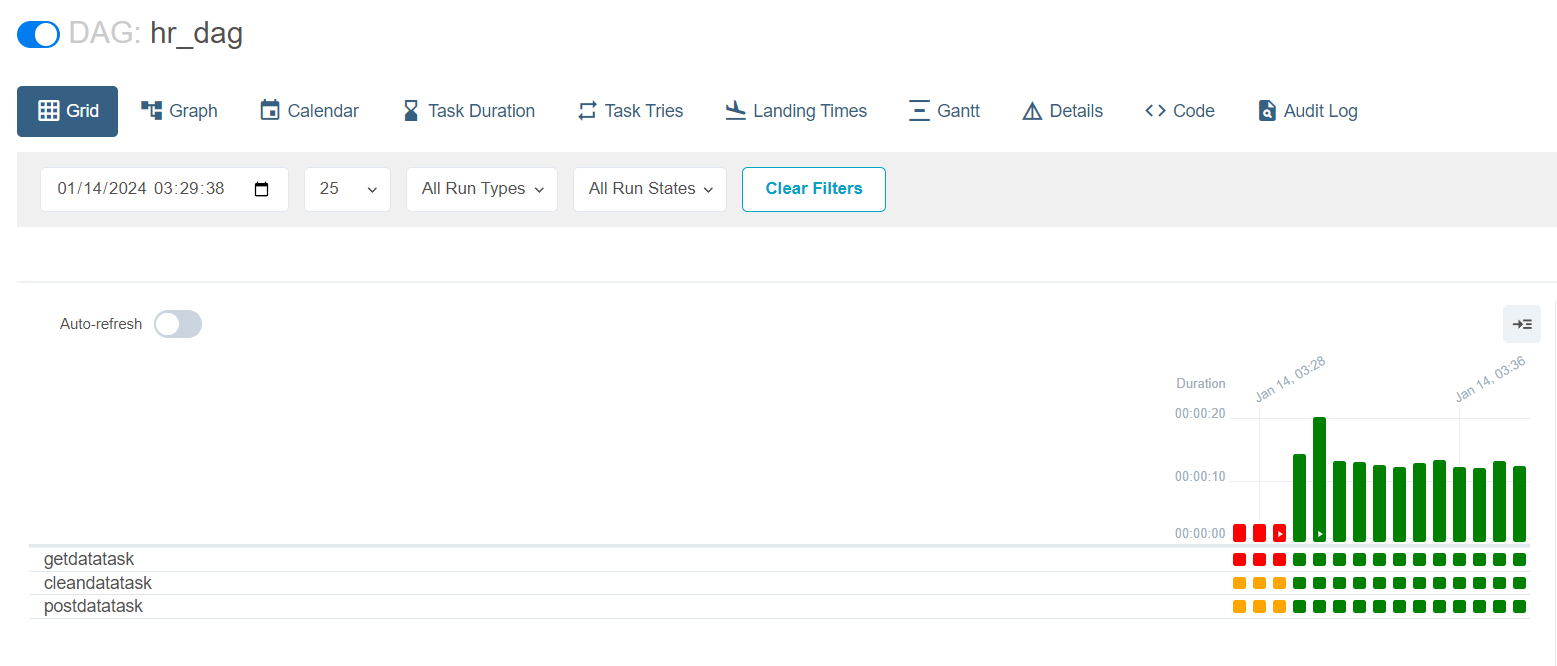 DAG: hr_dag
Grid Graph Calendar Task Duration Task Tries Landing Times Gantt Details Code Audit Log
01/14/2024 03:29:38 25 All Run Types All Run States Clear Filters
Auto-refresh
Jan 14, 03:28 Jan 14, 03:36
Duration
00:00:20
00:00:10
00:00:00
getdatatask
cleandatatask
postdatatask